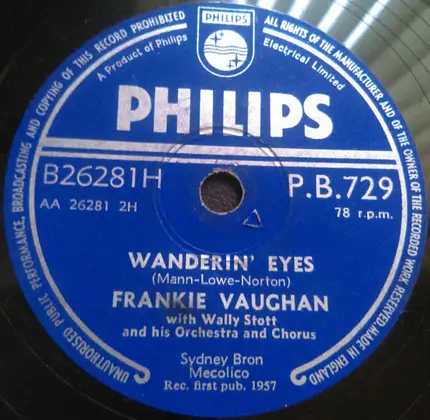 UNAUTHORISED PUBLIC PERFORMANCE, BROADCASTING AND COPYING OF THIS RECORD PROHIBITED
ALL RIGHTS OF THE MANUFACTURER AND OF THE OWNER OF THE RECORDED WORK RESERVED. MADE IN ENGLAND
PHILIPS
A Product of Philips Electrical Limited
PHILIPS
B26281H
P.B.729
AA 26281 2H
78 r.p.m.
WANDERIN' EYES
(Mann-Lowe-Norton)
FRANKIE VAUGHAN
with Wally Stott
and his Orchestra and Chorus
Sydney Bron
Mecolico
Rec. first pub. 1957